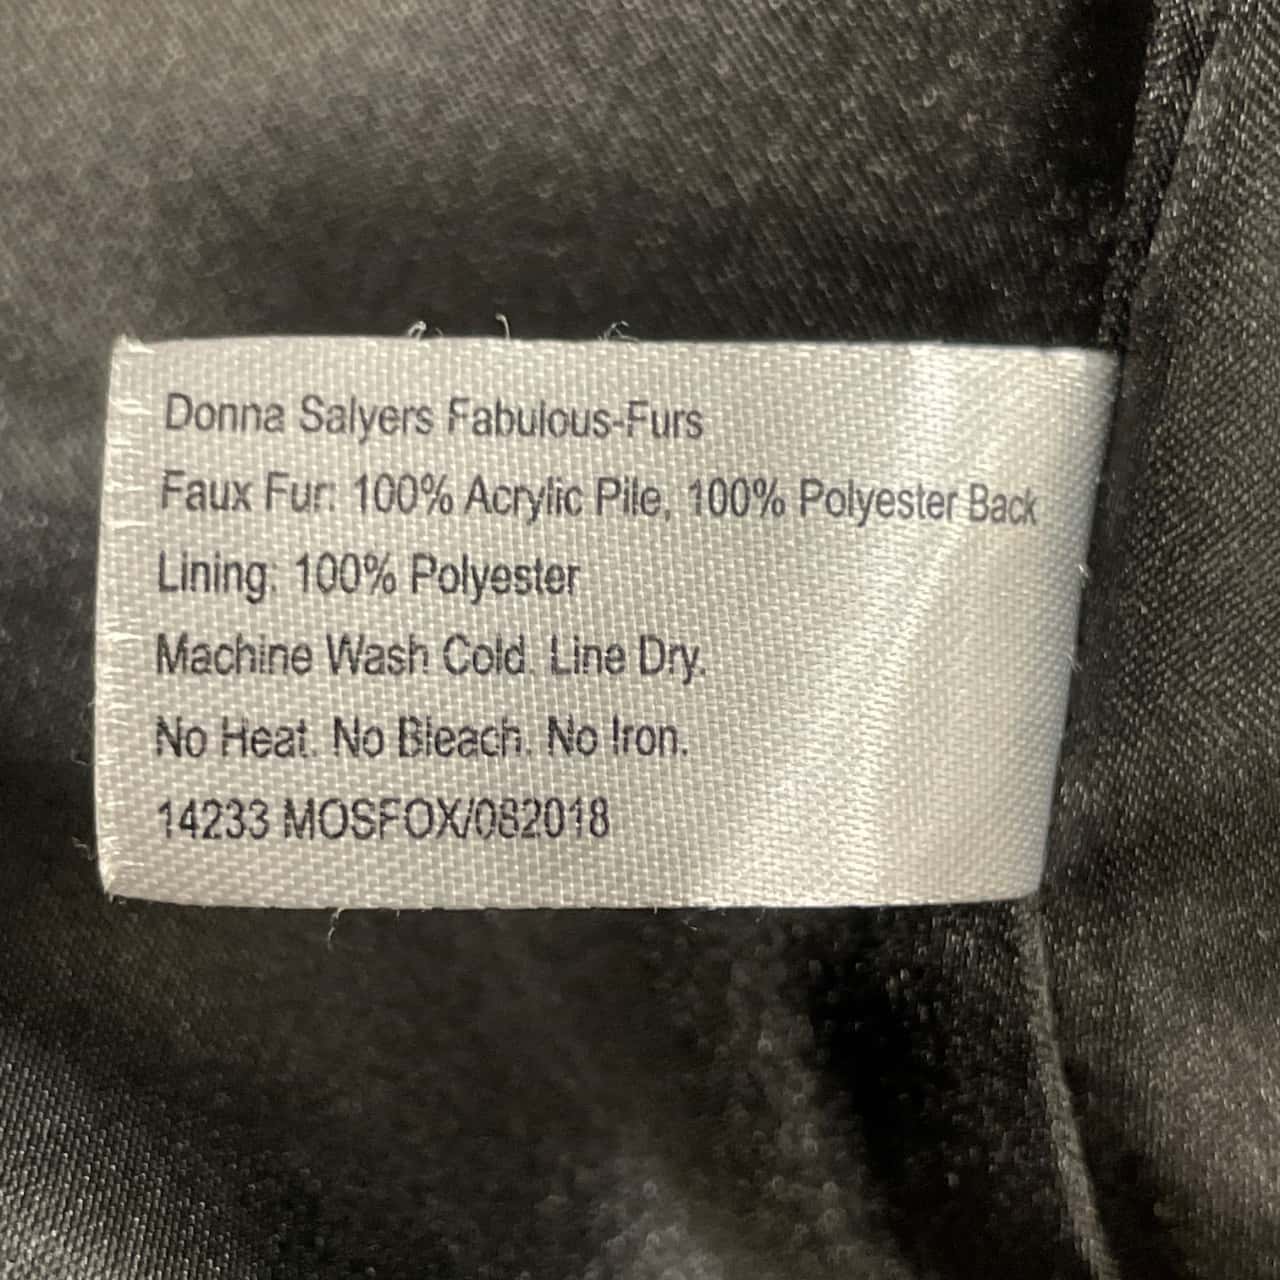 Donna Salyers Fabulous-Furs
Faux Fur: 100% Acrylic Pile, 100% Polyester Back
Lining: 100% Polyester
Machine Wash Cold. Line Dry.
No Heat. No Bleach. No Iron.
14233 MOSFOX/082018